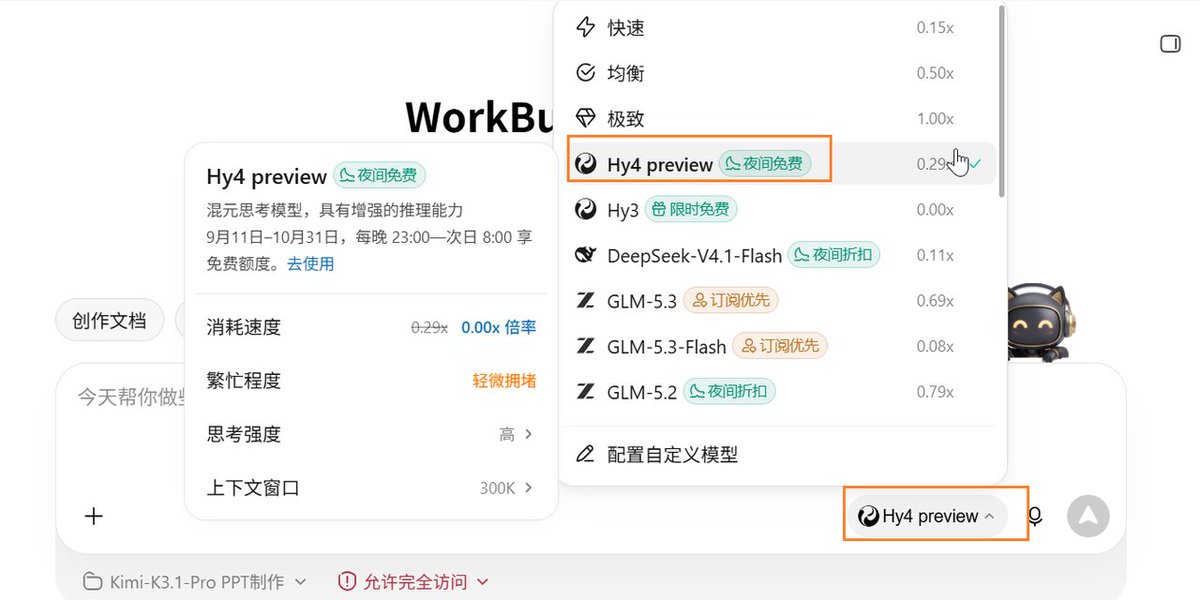 WorkBu
快速 0.15x
均衡 0.50x
极致 1.00x
Hy4 preview 夜间免费 0.29x
Hy3 限时免费 0.00x
DeepSeek-V4.1-Flash 夜间折扣 0.11x
GLM-5.3 订阅优先 0.69x
GLM-5.3-Flash 订阅优先 0.08x
GLM-5.2 夜间折扣 0.79x
配置自定义模型
Hy4 preview 夜间免费
混元思考模型，具有增强的推理能力
9月11日–10月31日，每晚 23:00—次日 8:00 享
免费额度。去使用
消耗速度 0.29x 0.00x 倍率
繁忙程度 轻微拥堵
思考强度 高
上下文窗口 300K
创作文档
今天帮你做
Hy4 preview
Kimi-K3.1-Pro PPT制作
允许完全访问